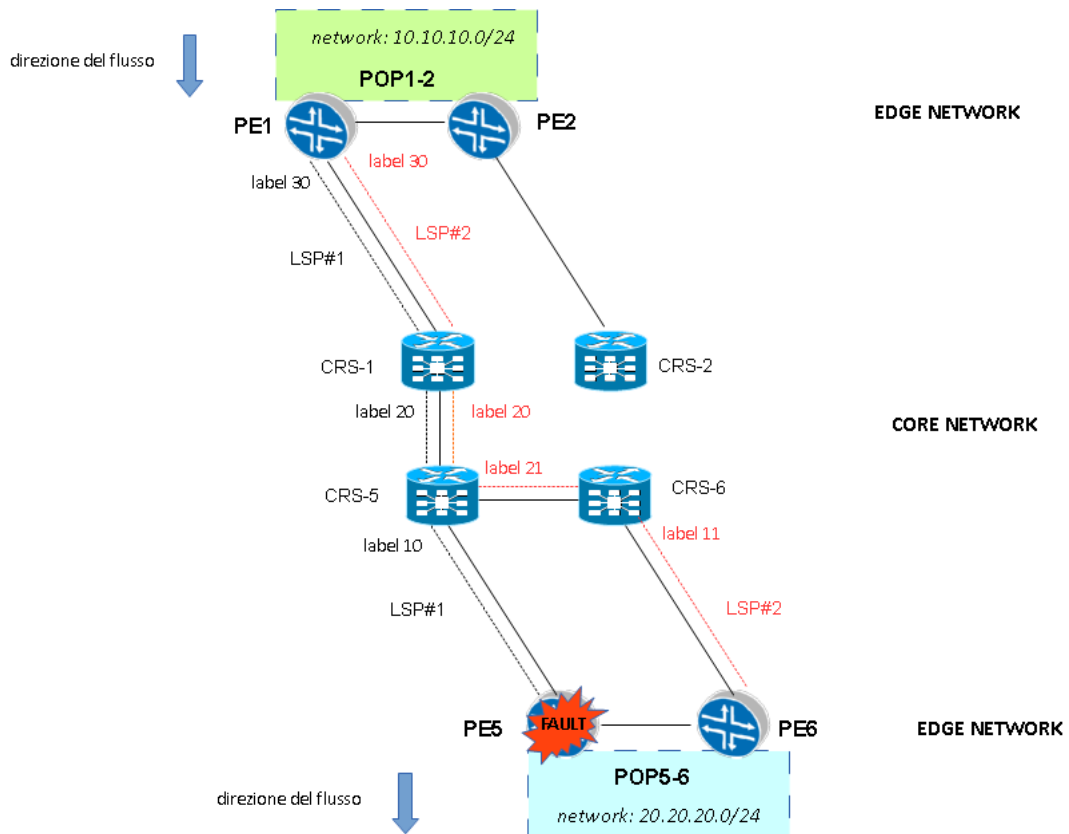 network: 10.10.10.0/24
direzione del flusso
POP1-2
EDGE NETWORK
PE1
PE2
label 30
label 30
LSP#2
LSP#1
CRS-1
CRS-2
label 20
label 20
CORE NETWORK
label 21
CRS-5
CRS-6
label 10
label 11
LSP#1
LSP#2
PE5
FAULT
PE6
EDGE NETWORK
POP5-6
direzione del flusso
network: 20.20.20.0/24